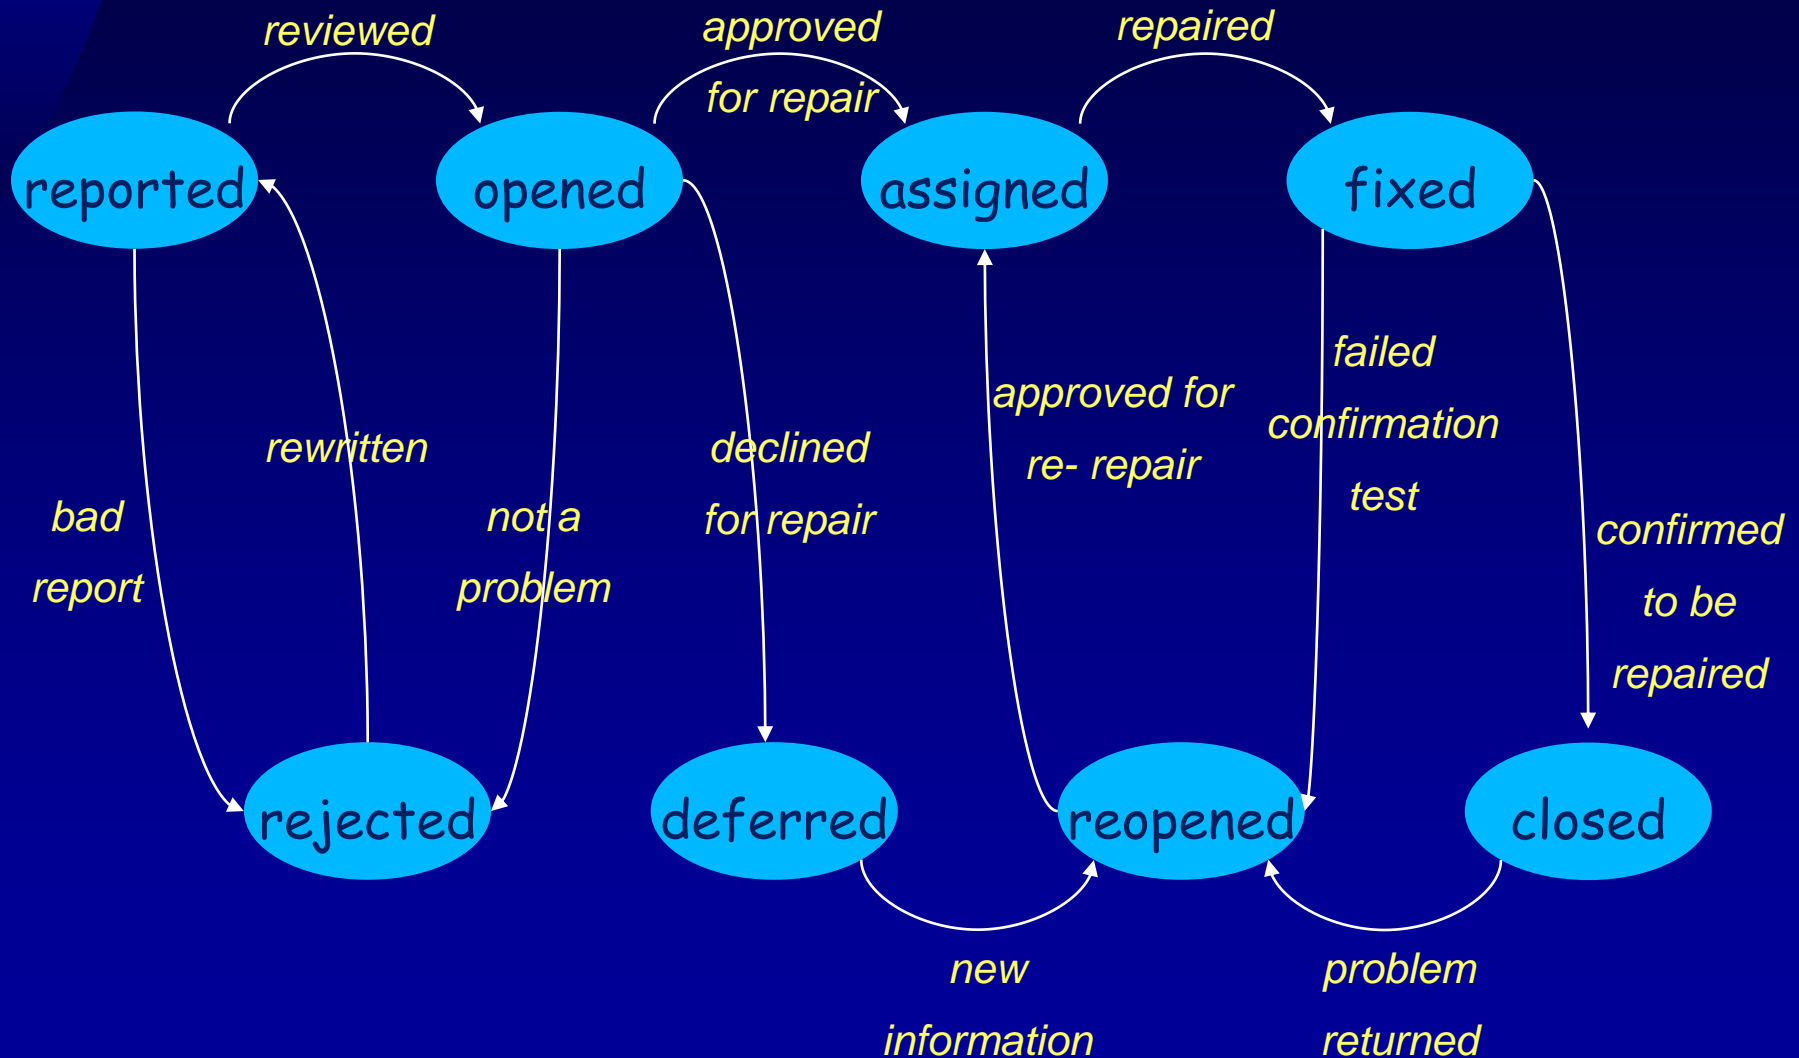 reviewed
approved
for repair
repaired
reported
opened
assigned
fixed
bad
report
rewritten
not a
problem
declined
for repair
approved for
re- repair
failed
confirmation
test
confirmed
to be
repaired
rejected
deferred
reopened
closed
new
information
problem
returned